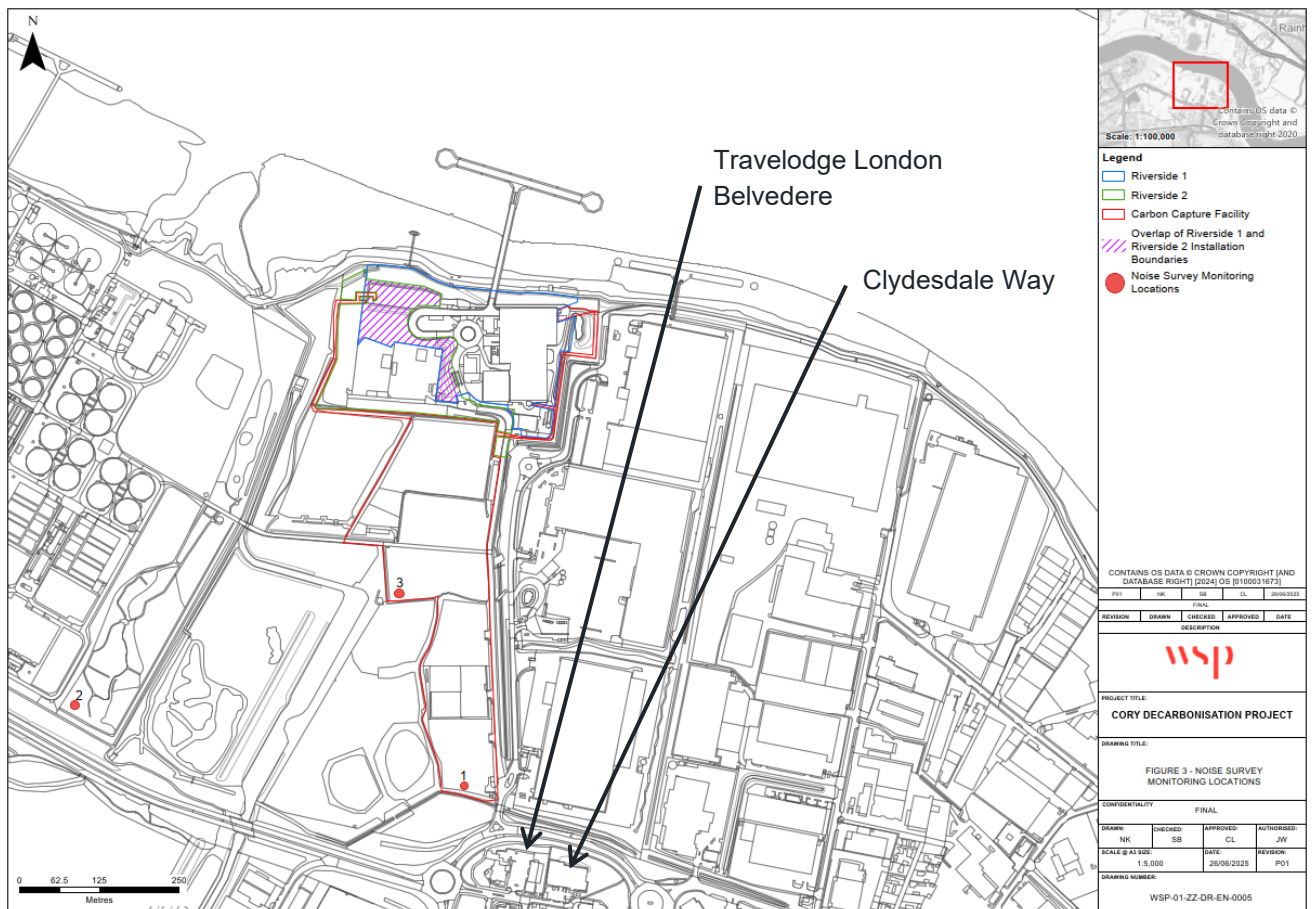 N
Travelodge London
Belvedere
Clydesdale Way
3
2
1
0 62.5 125 250
Metres
Contains OS data ©
Crown Copyright and
database right 2020
Scale: 1:100,000
Legend
Riverside 1
Riverside 2
Carbon Capture Facility
Overlap of Riverside 1 and
Riverside 2 Installation
Boundaries
Noise Survey Monitoring
Locations
CONTAINS OS DATA © CROWN COPYRIGHT [AND
DATABASE RIGHT] [2024] OS [0100031673]
P01 NK SB CL 26/06/2025
FINAL
REVISION DRAWN CHECKED APPROVED DATE
DESCRIPTION
wsp
PROJECT TITLE:
CORY DECARBONISATION PROJECT
DRAWING TITLE:
FIGURE 3 - NOISE SURVEY
MONITORING LOCATIONS
CONFIDENTIALITY
FINAL
DRAWN: CHECKED: APPROVED: AUTHORISED:
NK SB CL JW
SCALE @ A3 SIZE: DATE: REVISION:
1:5,000 26/06/2025 P01
DRAWING NUMBER:
WSP-01-ZZ-DR-EN-0005